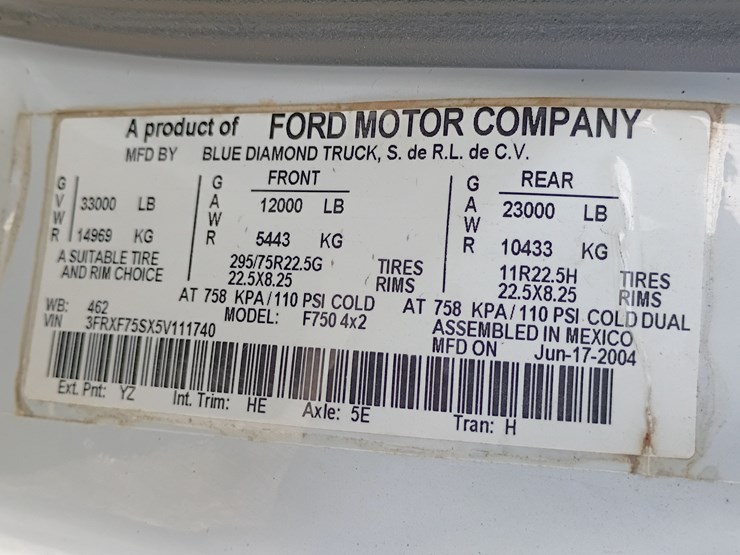 A product of FORD MOTOR COMPANY
MFD BY BLUE DIAMOND TRUCK, S. de R.L. de C.V.
GVWR 33000 LB
14969 KG
FRONT
GAWR 12000 LB
5443 KG
REAR
GAWR 23000 LB
10433 KG
A SUITABLE TIRE
AND RIM CHOICE
295/75R22.5G TIRES
22.5X8.25 RIMS
AT 758 KPA/110 PSI COLD
11R22.5H TIRES
22.5X8.25 RIMS
AT 758 KPA/110 PSI COLD DUAL
WB: 462
VIN 3FRXF75SX5V111740
MODEL: F750 4x2
ASSEMBLED IN MEXICO
MFD ON Jun-17-2004
Ext. Pnt: YZ Int. Trim: HE Axle: 5E Tran: H